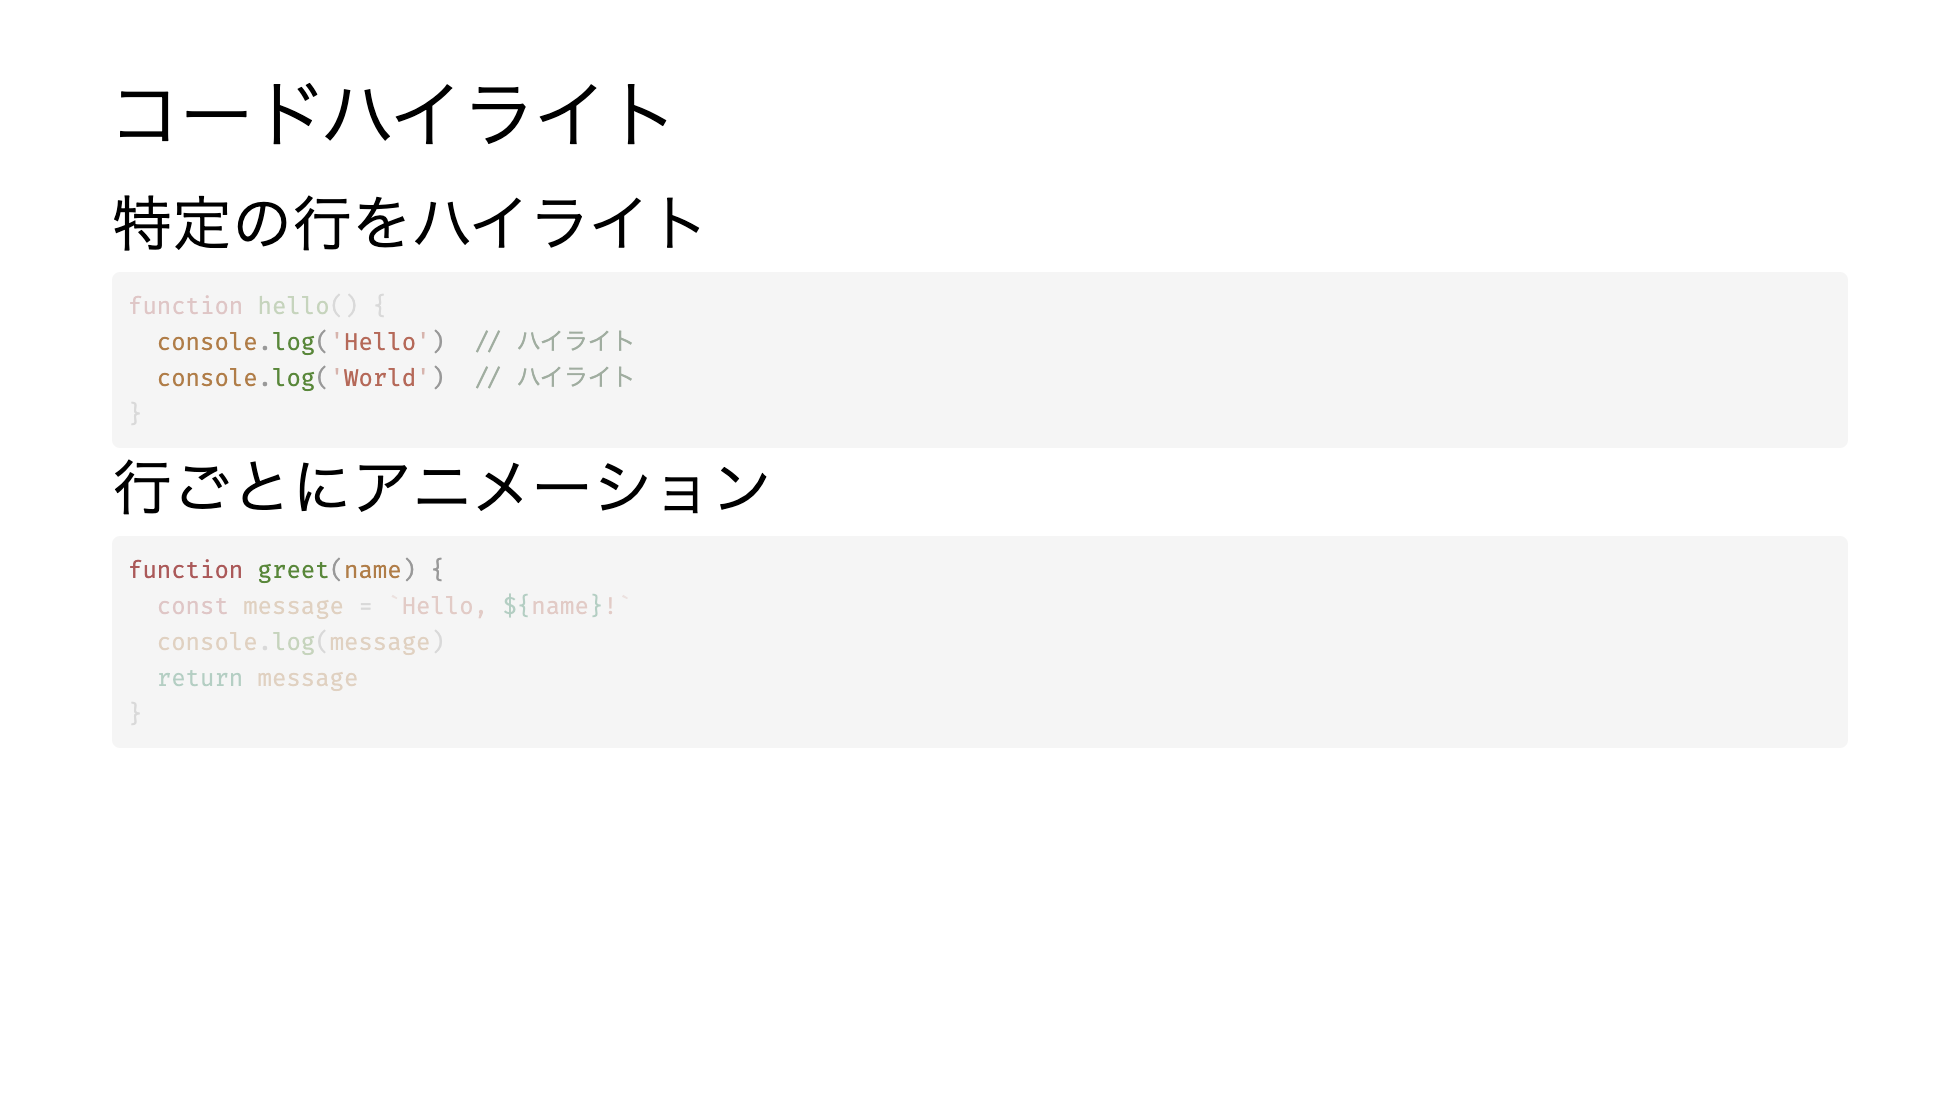 コードハイライト
特定の行をハイライト
function hello() {
  console.log('Hello')  // ハイライト
  console.log('World')  // ハイライト
}
行ごとにアニメーション
function greet(name) {
  const message = `Hello, ${name}!`
  console.log(message)
  return message
}